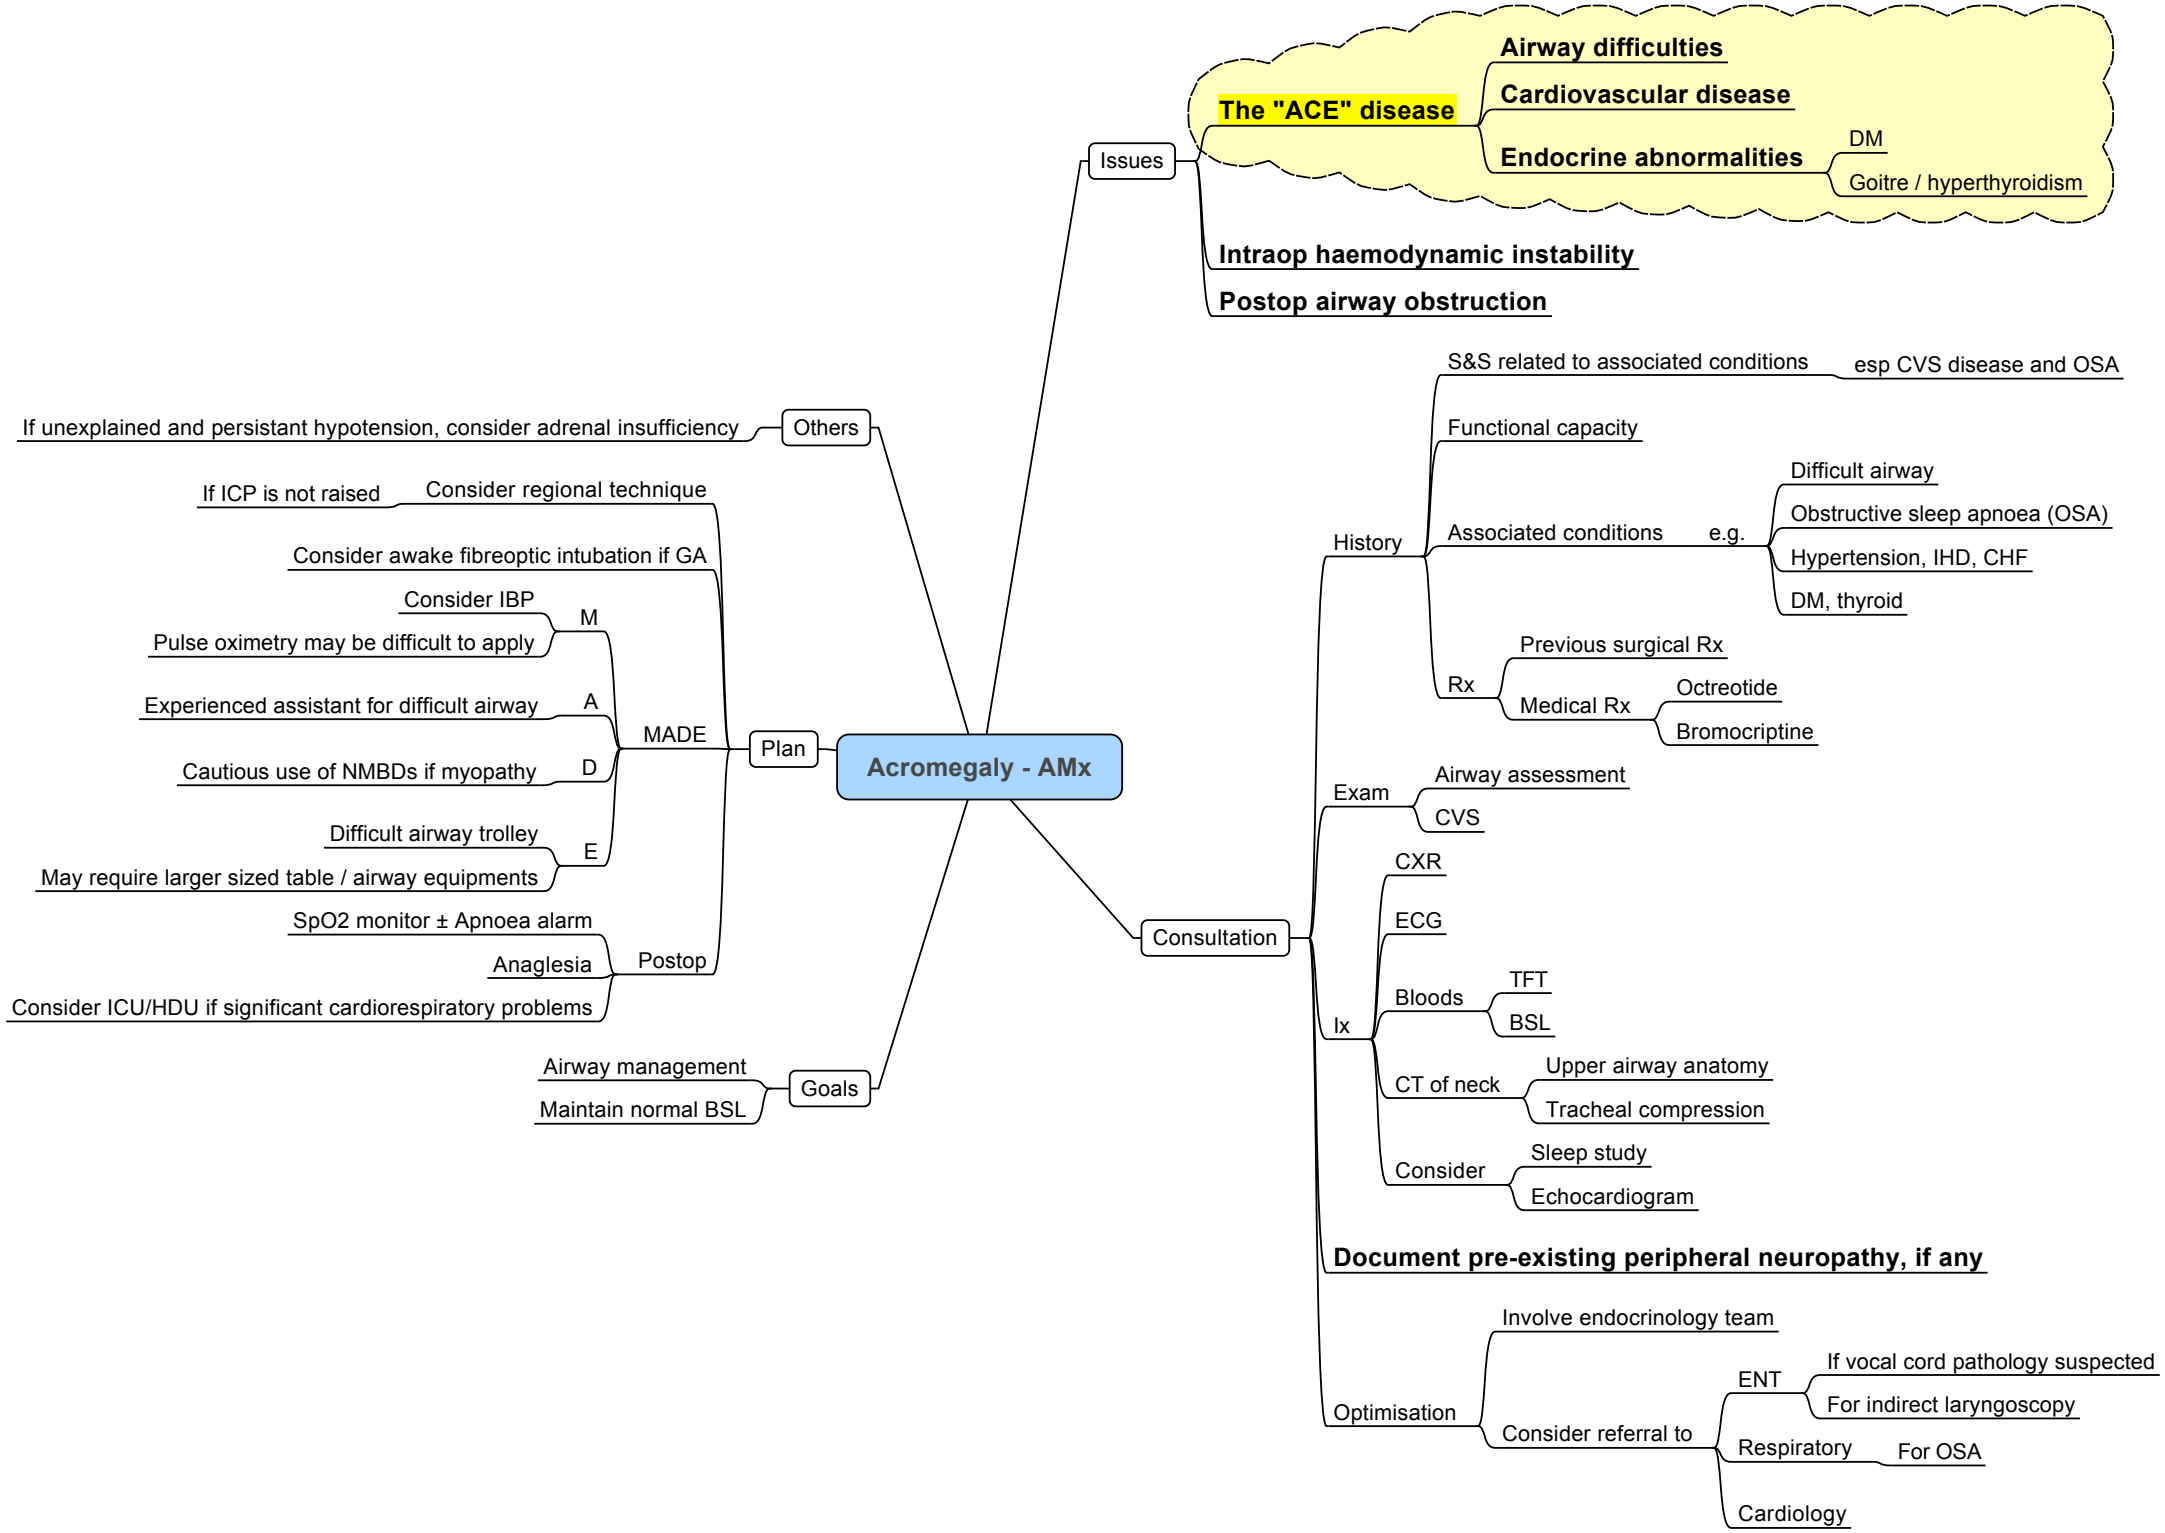 Acromegaly - AMx
Issues
The "ACE" disease
Airway difficulties
Cardiovascular disease
Endocrine abnormalities
DM
Goitre / hyperthyroidism
Intraop haemodynamic instability
Postop airway obstruction
Consultation
History
S&S related to associated conditions
esp CVS disease and OSA
Functional capacity
Associated conditions
e.g.
Difficult airway
Obstructive sleep apnoea (OSA)
Hypertension, IHD, CHF
DM, thyroid
Rx
Previous surgical Rx
Medical Rx
Octreotide
Bromocriptine
Exam
Airway assessment
CVS
Ix
CXR
ECG
Bloods
TFT
BSL
CT of neck
Upper airway anatomy
Tracheal compression
Consider
Sleep study
Echocardiogram
Document pre-existing peripheral neuropathy, if any
Optimisation
Involve endocrinology team
Consider referral to
ENT
If vocal cord pathology suspected
For indirect laryngoscopy
Respiratory
For OSA
Cardiology
Goals
Airway management
Maintain normal BSL
Plan
Consider regional technique
If ICP is not raised
Consider awake fibreoptic intubation if GA
MADE
M
Consider IBP
Pulse oximetry may be difficult to apply
A
Experienced assistant for difficult airway
D
Cautious use of NMBDs if myopathy
E
Difficult airway trolley
May require larger sized table / airway equipments
Postop
SpO2 monitor ± Apnoea alarm
Anaglesia
Consider ICU/HDU if significant cardiorespiratory problems
Others
If unexplained and persistant hypotension, consider adrenal insufficiency